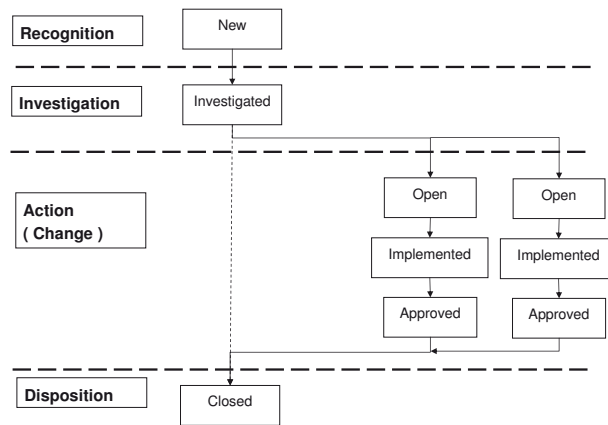 Recognition
New
Investigation
Investigated
Action
( Change )
Open
Open
Implemented
Implemented
Approved
Approved
Disposition
Closed